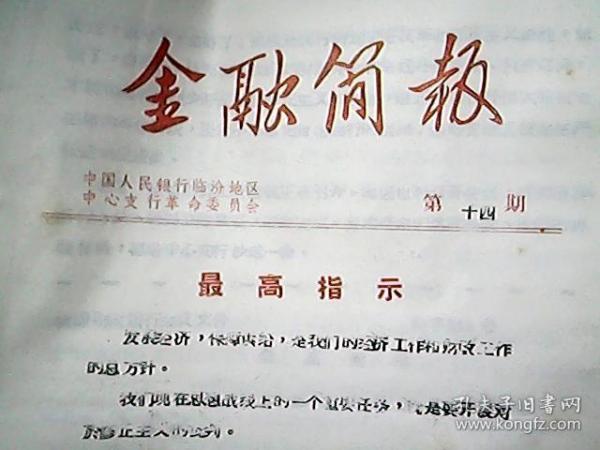 金融简报
中国人民银行临汾地区
中心支行革命委员会
第 十四 期
最高指示
发展经济，保障供给，是我们的经济工作和财政工作
的总方针。
我们现在思想战线上的一个重要任务，就是要开展对
于修正主义的批判。
孔夫子旧书网
www.kongfz.com